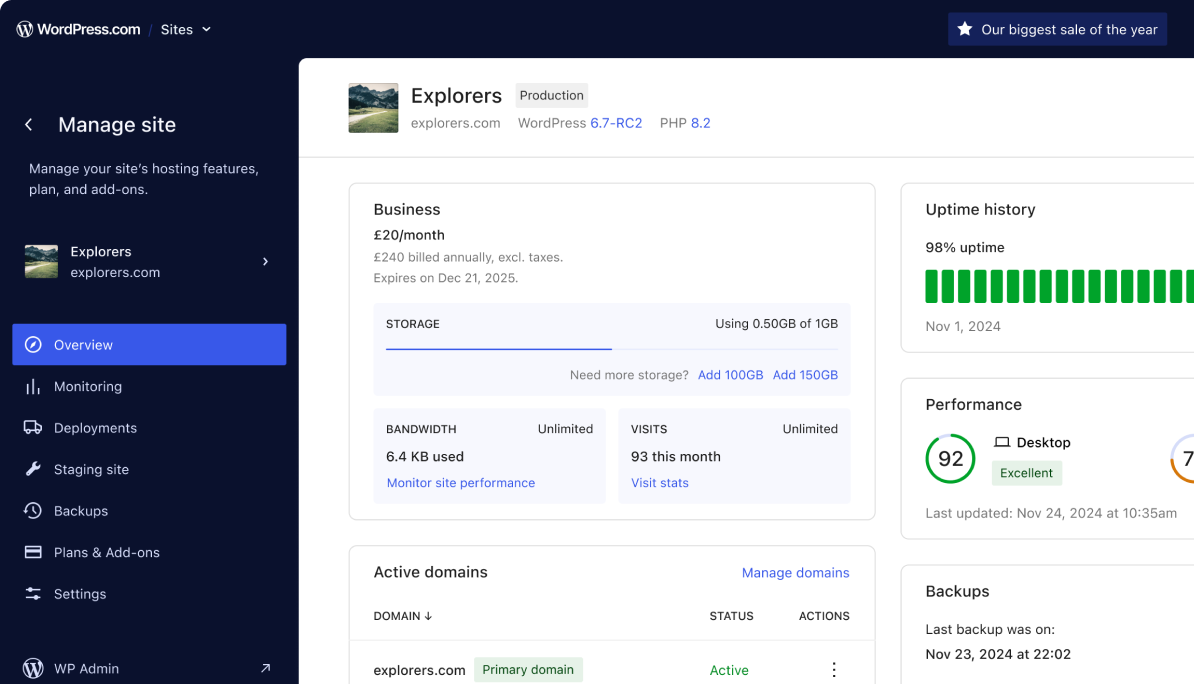 WordPress.com / Sites
Our biggest sale of the year
Manage site
Manage your site’s hosting features,
plan, and add-ons.
Explorers
explorers.com
Overview
Monitoring
Deployments
Staging site
Backups
Plans & Add-ons
Settings
WP Admin
Explorers Production
explorers.com WordPress 6.7-RC2 PHP 8.2
Business
£20/month
£240 billed annually, excl. taxes.
Expires on Dec 21, 2025.
STORAGE Using 0.50GB of 1GB
Need more storage? Add 100GB Add 150GB
BANDWIDTH Unlimited
6.4 KB used
Monitor site performance
VISITS Unlimited
93 this month
Visit stats
Active domains Manage domains
DOMAIN ↓ STATUS ACTIONS
explorers.com Primary domain Active
Uptime history
98% uptime
Nov 1, 2024
Performance
92 Desktop
Excellent
7
Last updated: Nov 24, 2024 at 10:35am
Backups
Last backup was on:
Nov 23, 2024 at 22:02